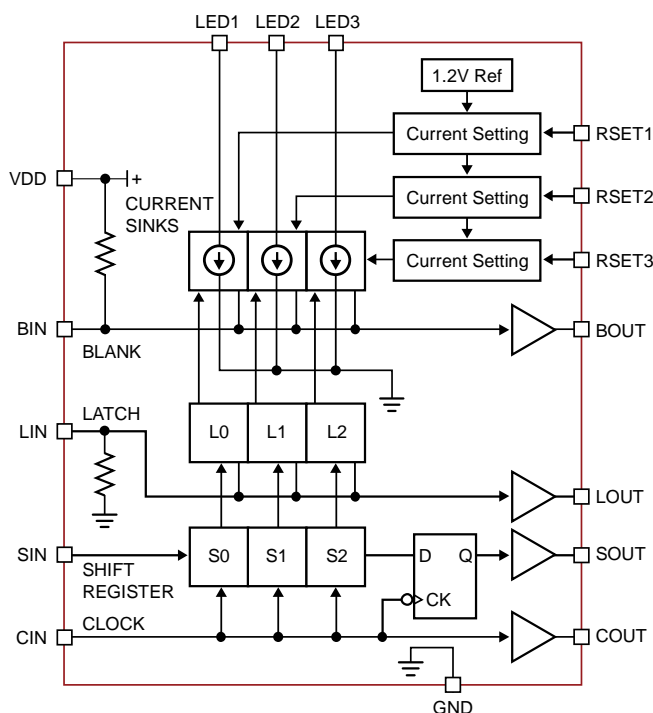 LED1 LED2 LED3
1.2V Ref
Current Setting
RSET1
VDD
+
CURRENT
SINKS
Current Setting
RSET2
Current Setting
RSET3
BIN
BLANK
BOUT
LATCH
LIN
L0 L1 L2
LOUT
SIN
SHIFT
REGISTER
S0 S1 S2
D Q
CK
SOUT
CIN
CLOCK
COUT
GND